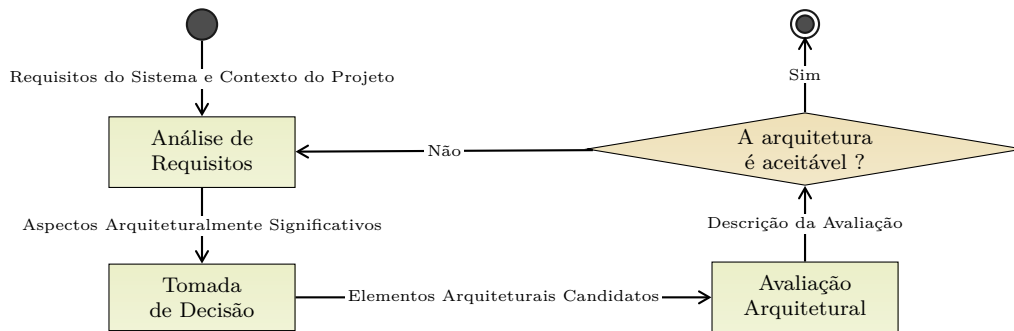 Requisitos do Sistema e Contexto do Projeto
Análise de
Requisitos
Aspectos Arquiteturalmente Significativos
Tomada
de Decisão
Elementos Arquiteturais Candidatos
Avaliação
Arquitetural
Descrição da Avaliação
A arquitetura
é aceitável ?
Não
Sim